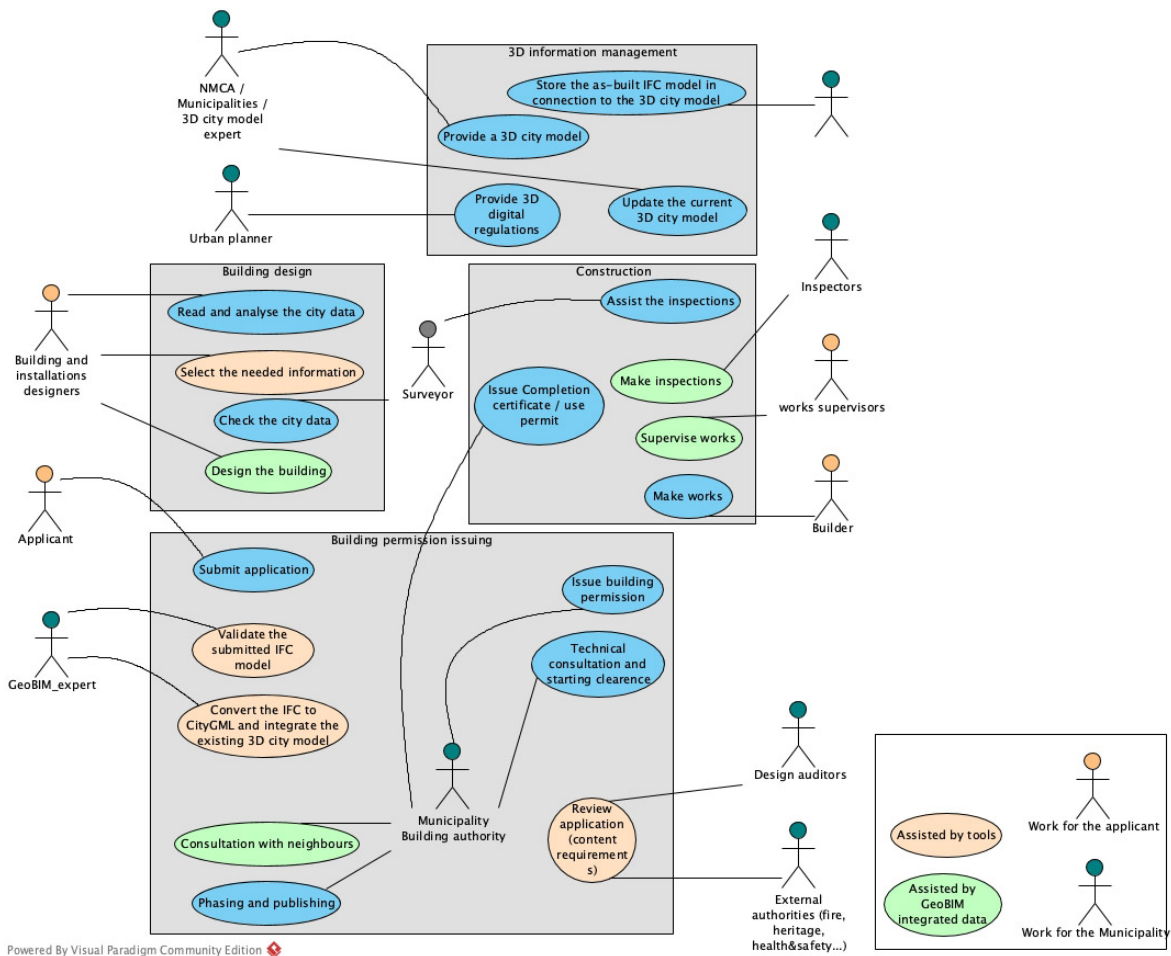 NMCA /
Municipalities /
3D city model
expert
3D information management
Store the as-built IFC model in
connection to the 3D city model
Provide a 3D city model
Provide 3D
digital
regulations
Update the current
3D city model
Urban planner
Building design
Read and analyse the city data
Select the needed information
Check the city data
Design the building
Building and
installations
designers
Surveyor
Construction
Assist the inspections
Issue Completion
certificate / use
permit
Make inspections
Supervise works
Make works
Inspectors
works supervisors
Builder
Applicant
Building permission issuing
Submit application
Validate the
submitted IFC
model
Convert the IFC to
CityGML and integrate the
existing 3D city model
GeoBIM_expert
Issue building
permission
Technical
consultation and
starting clearence
Municipality
Building authority
Consultation with neighbours
Phasing and publishing
Review
application
(content
requirement
s)
Design auditors
External
authorities (fire,
heritage,
health&safety...)
Assisted by tools
Assisted by
GeoBIM
integrated data
Work for the applicant
Work for the Municipality
Powered By Visual Paradigm Community Edition